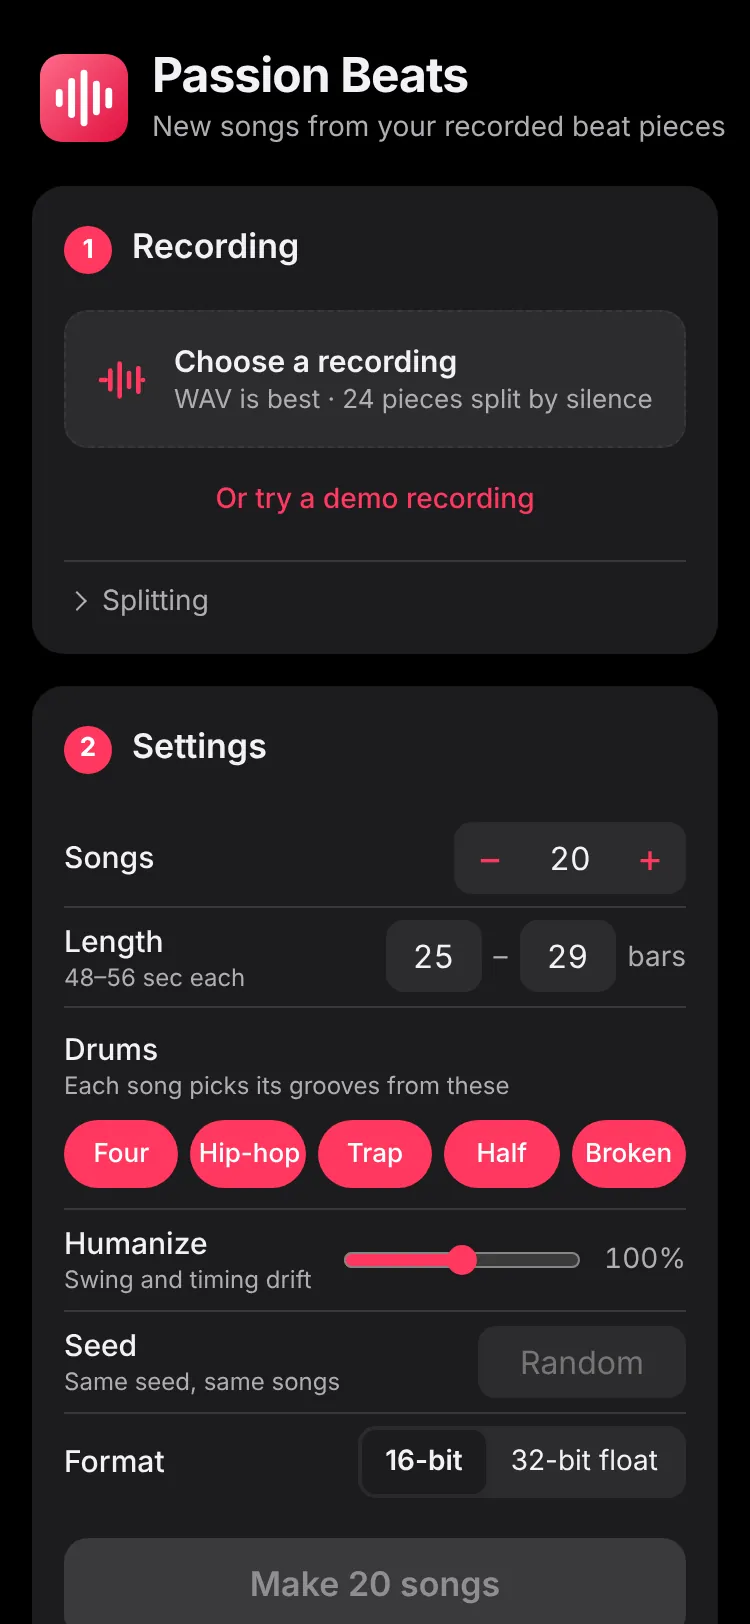 Passion Beats
New songs from your recorded beat pieces
1 Recording
Choose a recording
WAV is best · 24 pieces split by silence
Or try a demo recording
Splitting
2 Settings
Songs − 20 +
Length 25 – 29 bars
48–56 sec each
Drums
Each song picks its grooves from these
Four Hip-hop Trap Half Broken
Humanize 100%
Swing and timing drift
Seed Random
Same seed, same songs
Format 16-bit 32-bit float
Make 20 songs